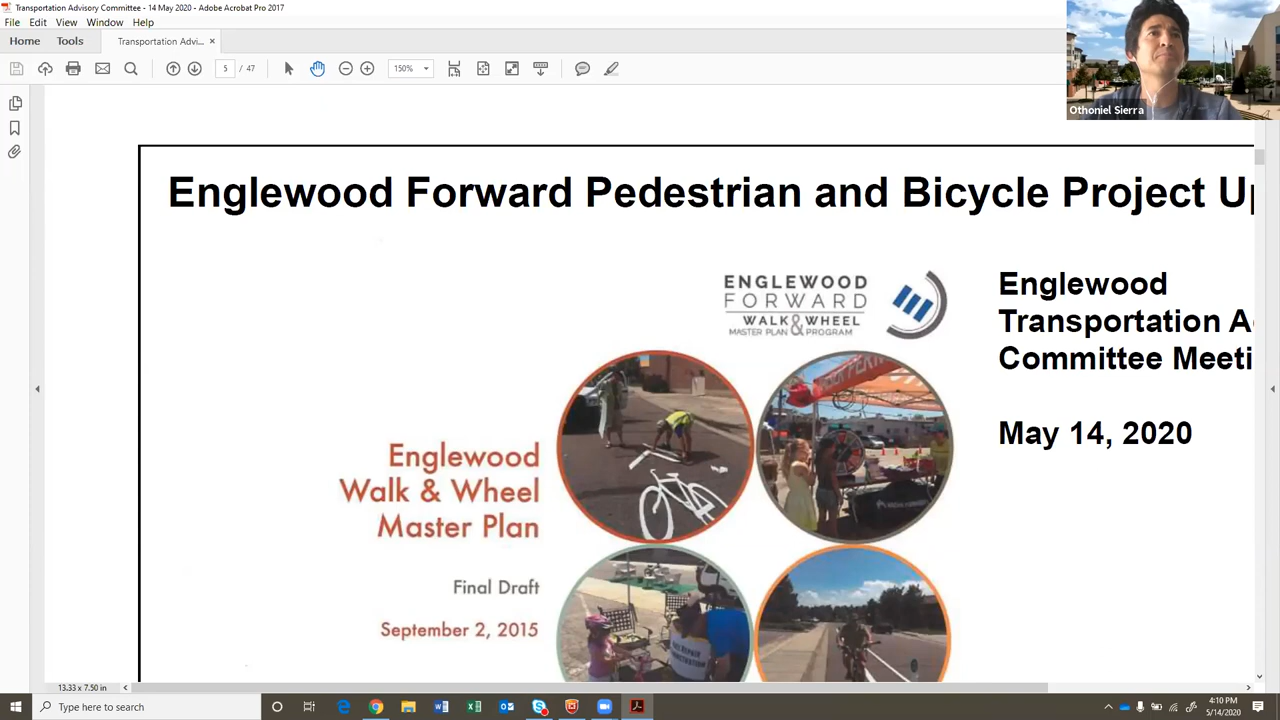 Transportation Advisory Committee - 14 May 2020 - Adobe Acrobat Pro 2017
File Edit View Window Help
Home Tools Transportation Advi... ×
5 / 47 150%
Othoniel Sierra
Englewood Forward Pedestrian and Bicycle Project Up
ENGLEWOOD
FORWARD
WALK & WHEEL
MASTER PLAN PROGRAM
Englewood
Transportation A
Committee Meeti
May 14, 2020
Englewood
Walk & Wheel
Master Plan
Final Draft
September 2, 2015
13.33 x 7.50 in
Type here to search
4:10 PM
5/14/2020